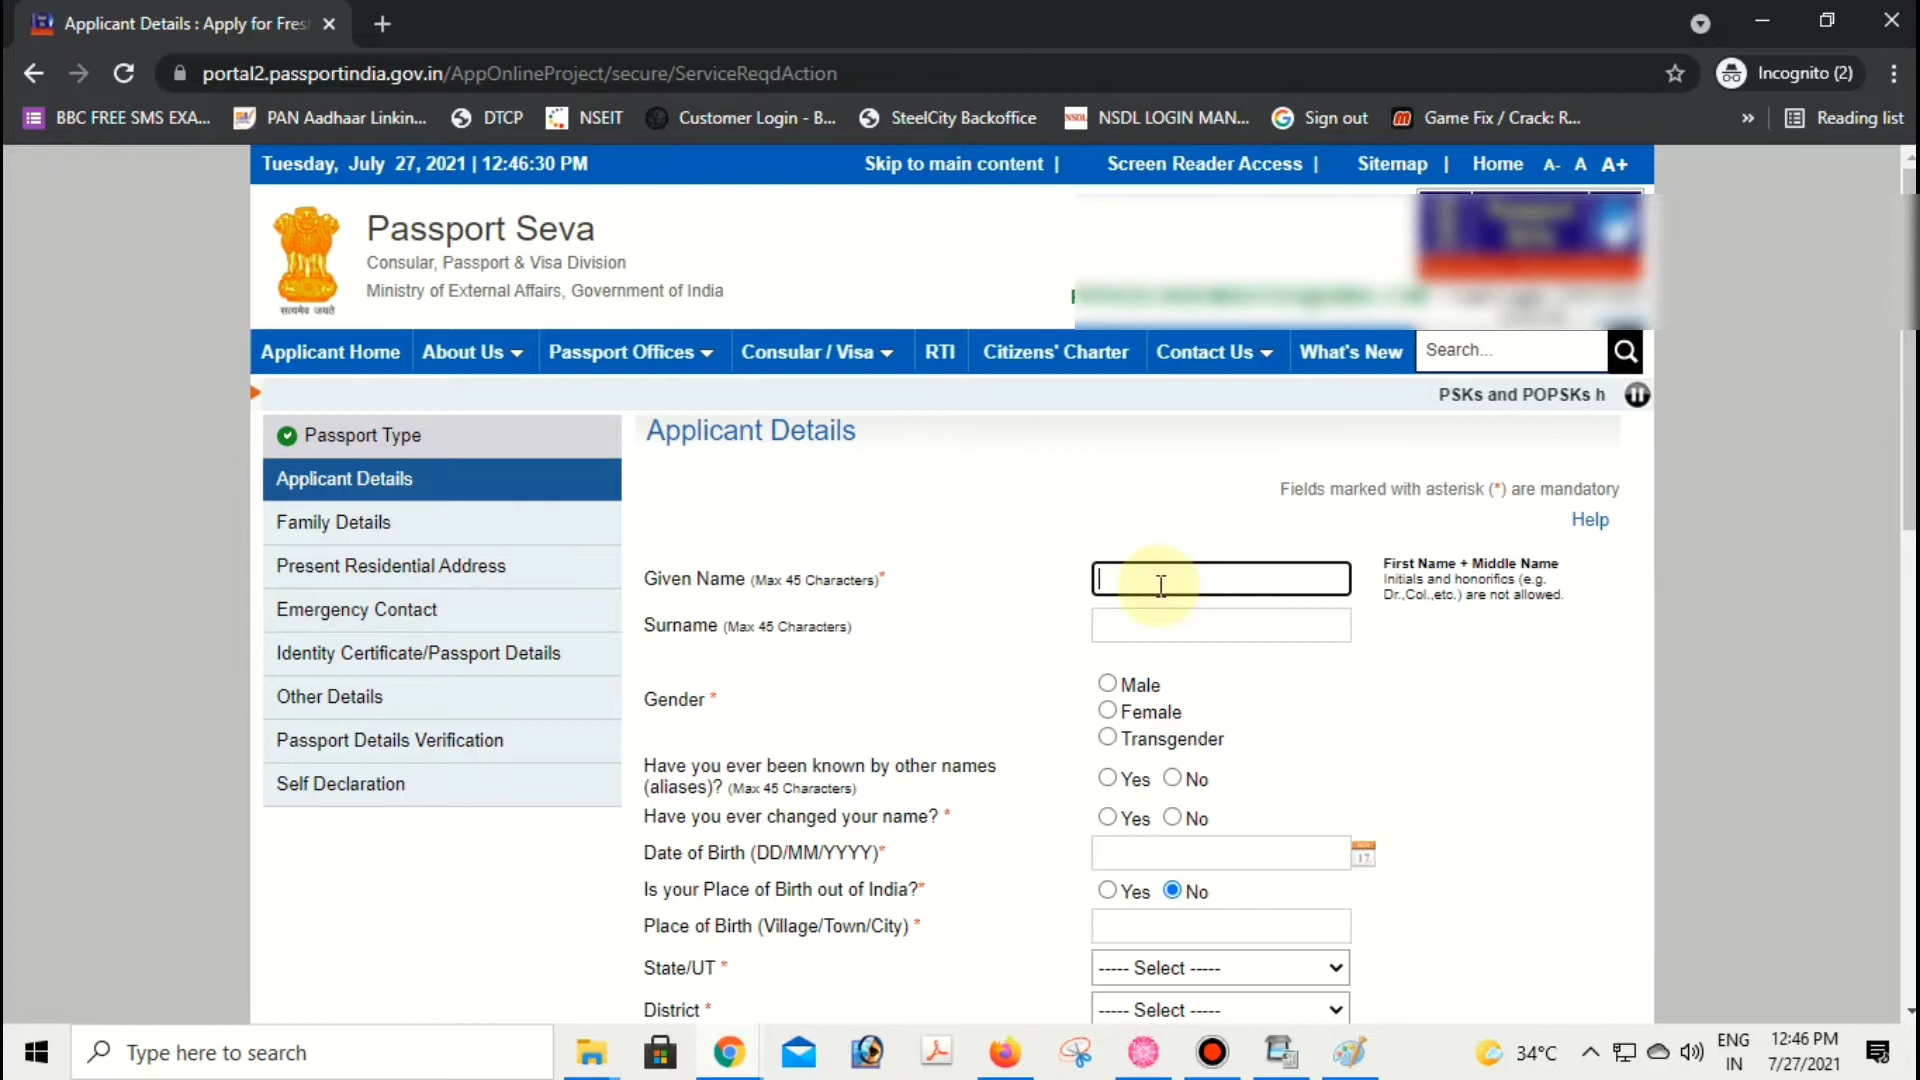 Applicant Details : Apply for Fres
portal2.passportindia.gov.in/AppOnlineProject/secure/ServiceReqdAction
Incognito (2)
BBC FREE SMS EXA...
PAN Aadhaar Linkin...
DTCP
NSEIT
Customer Login - B...
SteelCity Backoffice
NSDL LOGIN MAN...
Sign out
Game Fix / Crack: R...
»
Reading list
Tuesday, July 27, 2021 | 12:46:30 PM
Skip to main content |
Screen Reader Access |
Sitemap |
Home
A- A A+
Passport Seva
Consular, Passport & Visa Division
Ministry of External Affairs, Government of India
सत्यमेव जयते
Applicant Home
About Us
Passport Offices
Consular / Visa
RTI
Citizens' Charter
Contact Us
What's New
Search...
PSKs and POPSKs h
Passport Type
Applicant Details
Family Details
Present Residential Address
Emergency Contact
Identity Certificate/Passport Details
Other Details
Passport Details Verification
Self Declaration
Applicant Details
Fields marked with asterisk (*) are mandatory
Help
Given Name (Max 45 Characters)*
First Name + Middle Name
Initials and honorifics (e.g.
Dr.,Col.,etc.) are not allowed.
Surname (Max 45 Characters)
Gender *
Male
Female
Transgender
Have you ever been known by other names
(aliases)? (Max 45 Characters)
Yes No
Have you ever changed your name? *
Yes No
Date of Birth (DD/MM/YYYY)*
17
Is your Place of Birth out of India?*
Yes No
Place of Birth (Village/Town/City) *
State/UT *
----- Select -----
District *
----- Select -----
Type here to search
34°C
ENG
IN
12:46 PM
7/27/2021